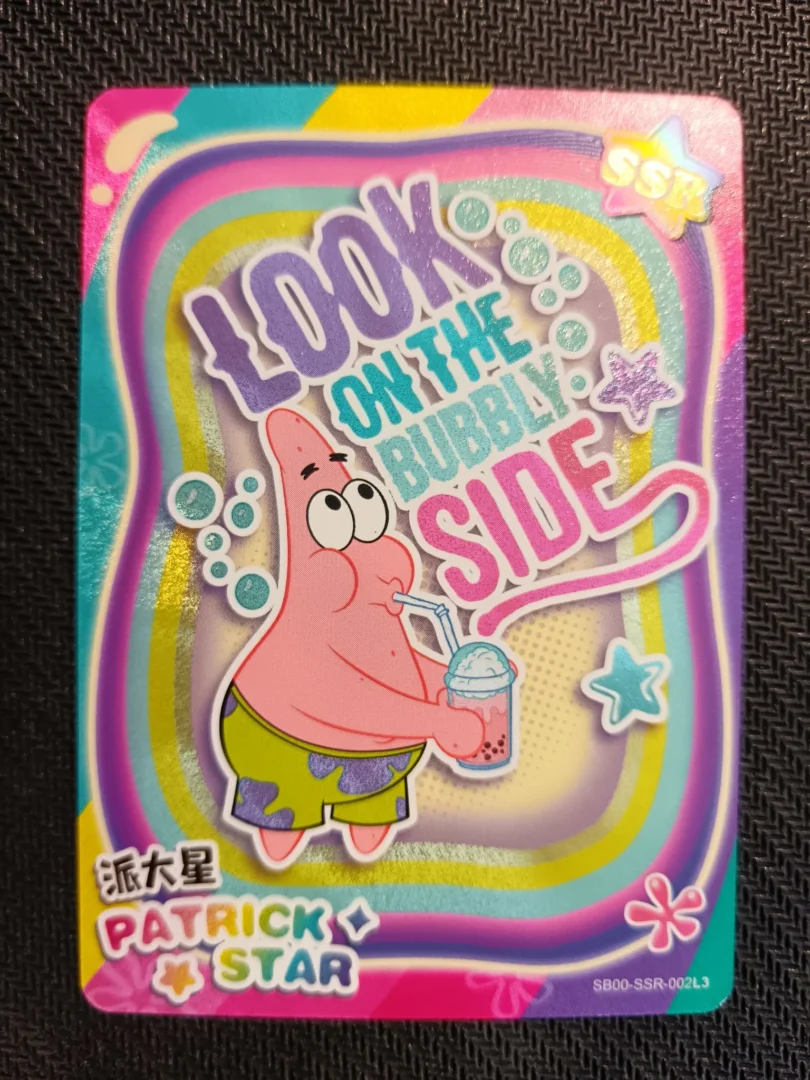 SSR
LOOK
ON THE
BUBBLY
SIDE
派大星
PATRICK
STAR
SB00-SSR-002L3